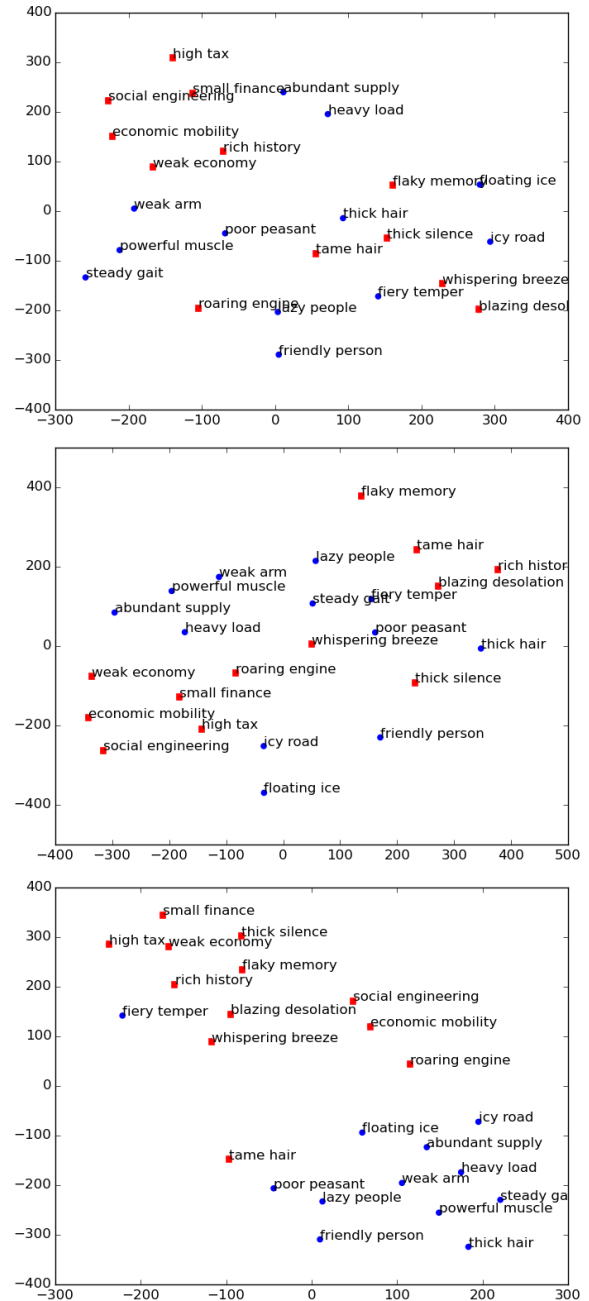 400
high tax
300
small finance abundant supply
social engineering
200
heavy load
economic mobility
rich history
100
weak economy
flaky memory floating ice
0
weak arm
thick hair
poor peasant thick silence icy road
powerful muscle tame hair
−100
steady gait
whispering breeze
fiery temper
−200
roaring engine lazy people blazing desol
friendly person
−300
−400
−300 −200 −100 0 100 200 300 400
flaky memory
400
tame hair
lazy people
200
rich histor
weak arm
blazing desolation
powerful muscle
steady gait fiery temper
abundant supply
heavy load
poor peasant
0
whispering breeze thick hair
weak economy roaring engine
thick silence
small finance
economic mobility
−200
high tax
friendly person
social engineering icy road
floating ice
−400
−400 −300 −200 −100 0 100 200 300 400 500
400
small finance
300
thick silence
high tax weak economy
flaky memory
200
rich history
social engineering
fiery temper blazing desolation
economic mobility
100
whispering breeze
roaring engine
0
icy road
floating ice
−100
abundant supply
tame hair
heavy load
weak arm
−200
poor peasant
lazy people steady ga
powerful muscle
−300
friendly person thick hair
−400
−300 −200 −100 0 100 200 300